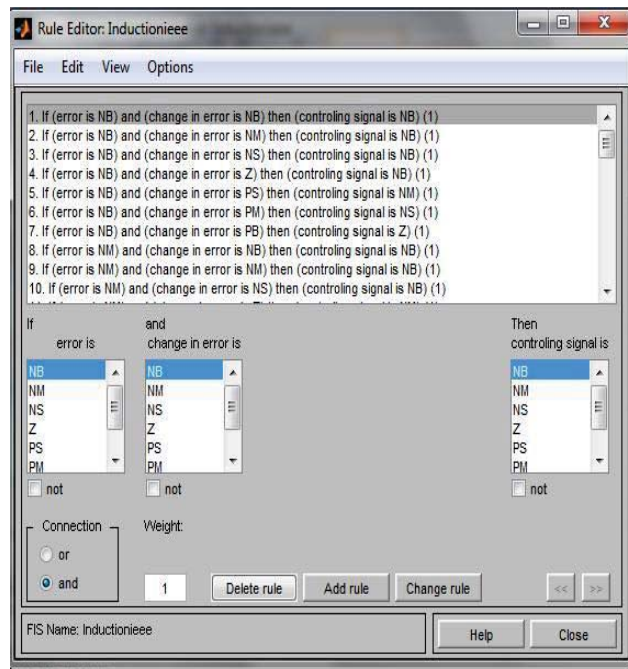 Rule Editor: Inductionieee
File Edit View Options
1. If (error is NB) and (change in error is NB) then (controling signal is NB) (1)
2. If (error is NB) and (change in error is NM) then (controling signal is NB) (1)
3. If (error is NB) and (change in error is NS) then (controling signal is NB) (1)
4. If (error is NB) and (change in error is Z) then (controling signal is NB) (1)
5. If (error is NB) and (change in error is PS) then (controling signal is NM) (1)
6. If (error is NB) and (change in error is PM) then (controling signal is NS) (1)
7. If (error is NB) and (change in error is PB) then (controling signal is Z) (1)
8. If (error is NM) and (change in error is NB) then (controling signal is NB) (1)
9. If (error is NM) and (change in error is NM) then (controling signal is NB) (1)
10. If (error is NM) and (change in error is NS) then (controling signal is NB) (1)
If and Then
error is change in error is controling signal is
NB NB NB
NM NM NM
NS NS NS
Z Z Z
PS PS PS
PM PM PM
not not not
Connection Weight:
or
and 1 Delete rule Add rule Change rule << >>
FIS Name: Inductionieee Help Close